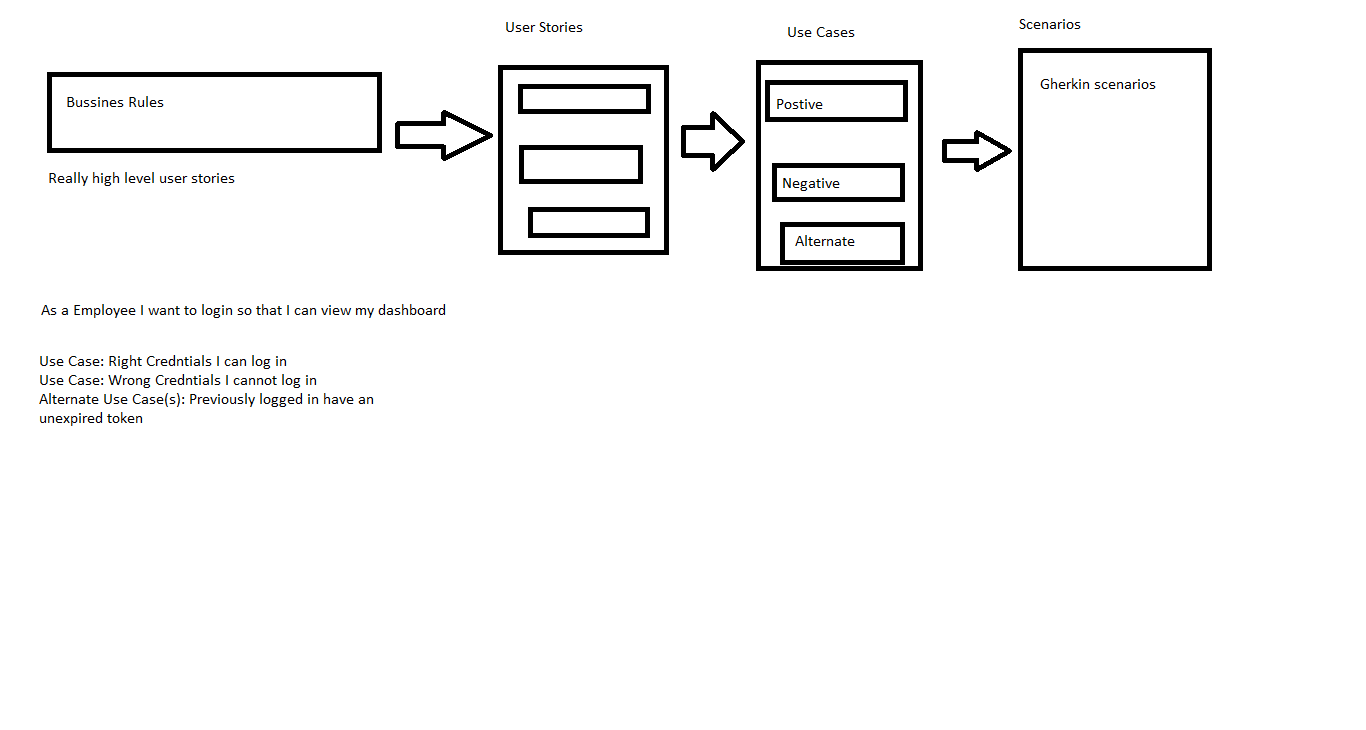 User Stories
Use Cases
Scenarios
Bussines Rules
Really high level user stories
Postive
Negative
Alternate
Gherkin scenarios
As a Employee I want to login so that I can view my dashboard
Use Case: Right Credntials I can log in
Use Case: Wrong Credntials I cannot log in
Alternate Use Case(s): Previously logged in have an
unexpired token